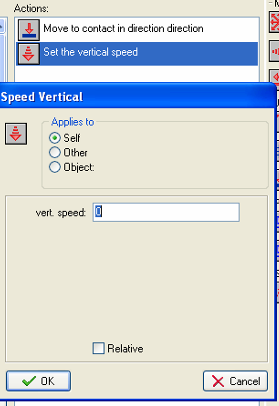 Actions:
Move to contact in direction direction
Set the vertical speed
Speed Vertical
Applies to
Self
Other
Object:
vert. speed: 0
Relative
OK Cancel